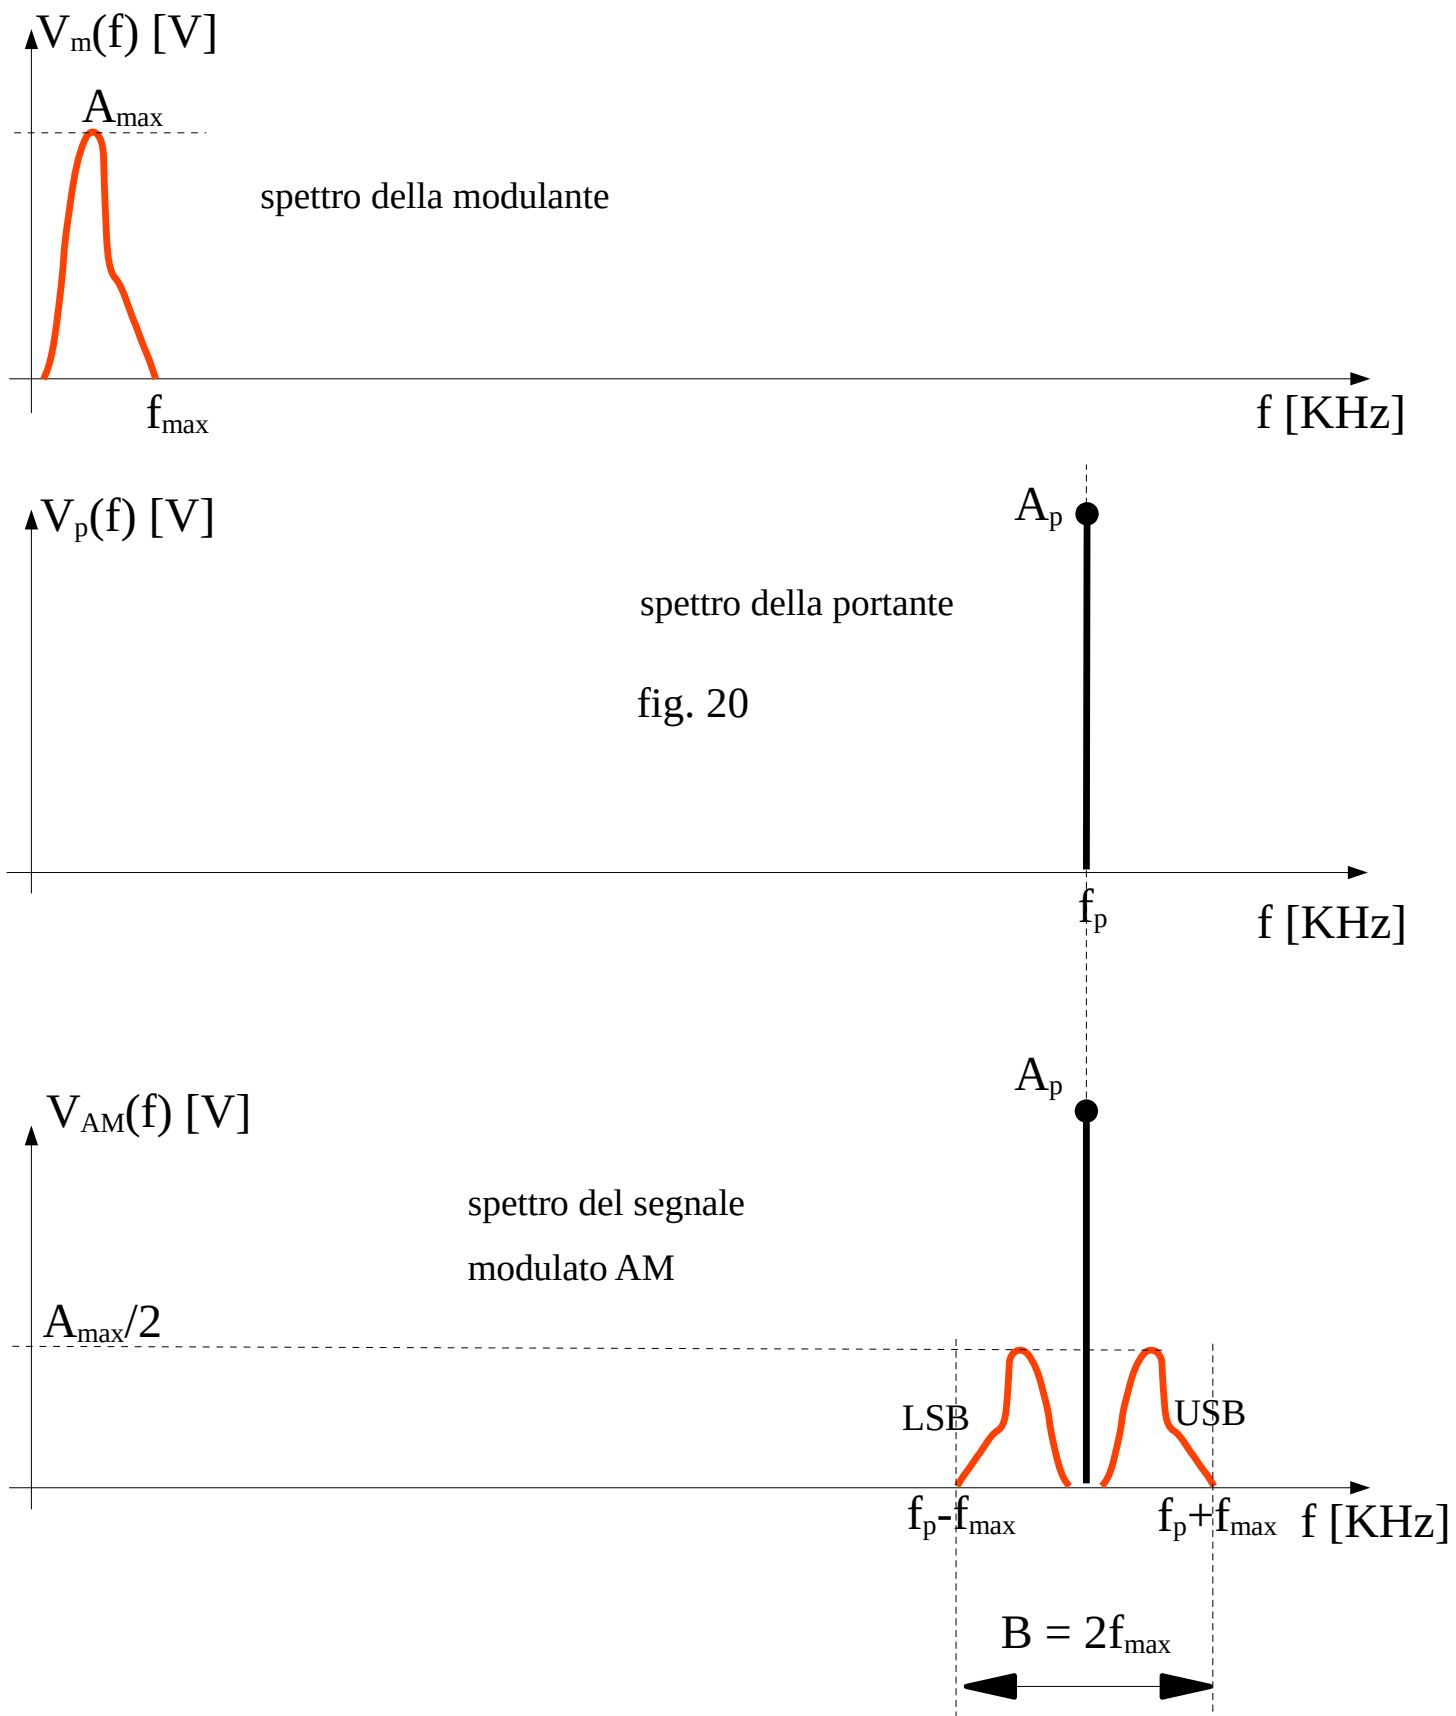 Vm(f) [V]
Amax
spettro della modulante
fmax
f [KHz]
Vp(f) [V]
Ap
spettro della portante
fig. 20
fp
f [KHz]
Ap
VAM(f) [V]
spettro del segnale
modulato AM
Amax/2
LSB
USB
fp-fmax
fp+fmax
f [KHz]
B = 2fmax